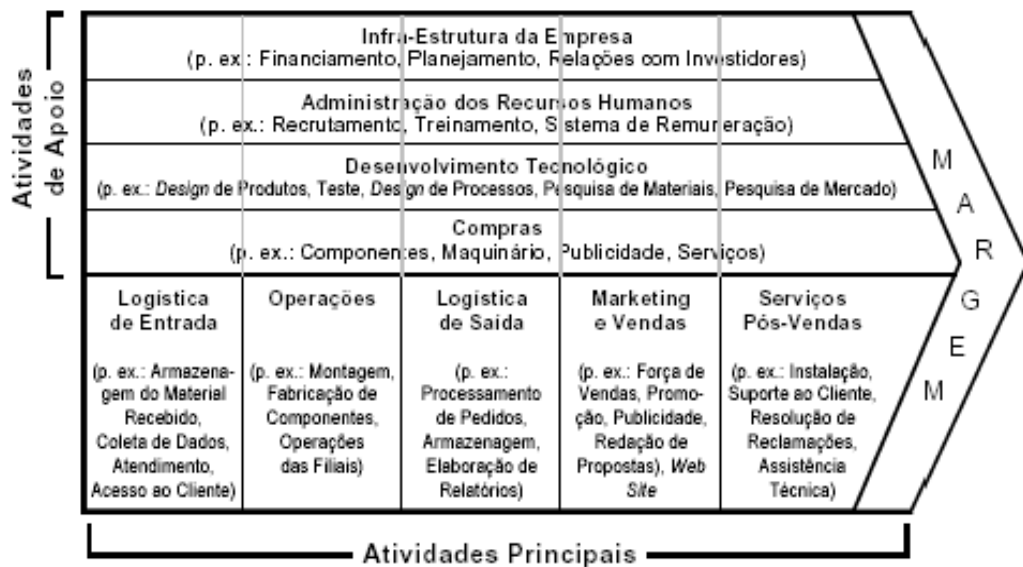 Atividades
de Apoio
Infra-Estrutura da Empresa
(p. ex.: Financiamento, Planejamento, Relações com Investidores)
Administração dos Recursos Humanos
(p. ex.: Recrutamento, Treinamento, Sistema de Remuneração)
Desenvolvimento Tecnológico
(p. ex.: Design de Produtos, Teste, Design de Processos, Pesquisa de Materiais, Pesquisa de Mercado)
Compras
(p. ex.: Componentes, Maquinário, Publicidade, Serviços)
Logística
de Entrada
(p. ex.: Armazena-
gem do Material
Recebido,
Coleta de Dados,
Atendimento,
Acesso ao Cliente)
Operações
(p. ex.: Montagem,
Fabricação de
Componentes,
Operações
das Filiais)
Logística
de Saída
(p. ex.:
Processamento
de Pedidos,
Armazenagem,
Elaboração de
Relatórios)
Marketing
e Vendas
(p. ex.: Força de
Vendas, Promo-
ção, Publicidade,
Redação de
Propostas), Web
Site
Serviços
Pós-Vendas
(p. ex.: Instalação,
Suporte ao Cliente,
Resolução de
Reclamações,
Assistência
Técnica)
MARGEM
Atividades Principais